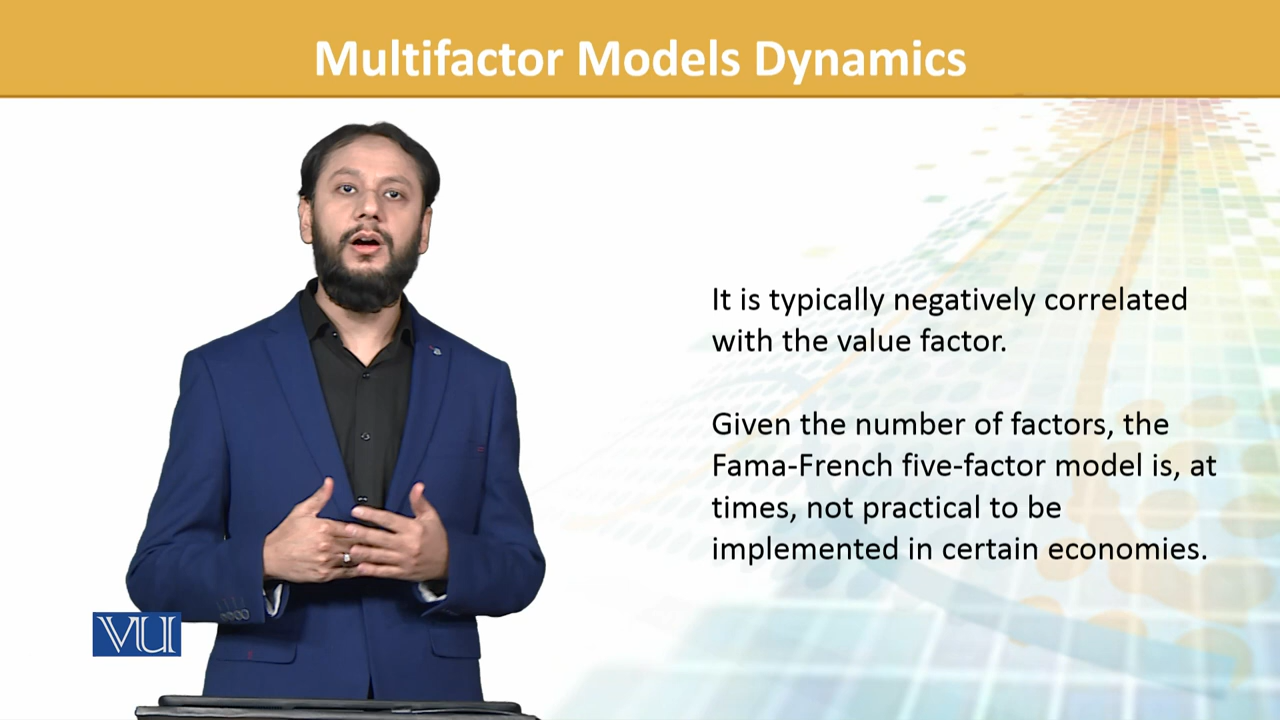 Multifactor Models Dynamics
It is typically negatively correlated
with the value factor.
Given the number of factors, the
Fama-French five-factor model is, at
times, not practical to be
implemented in certain economies.
VU